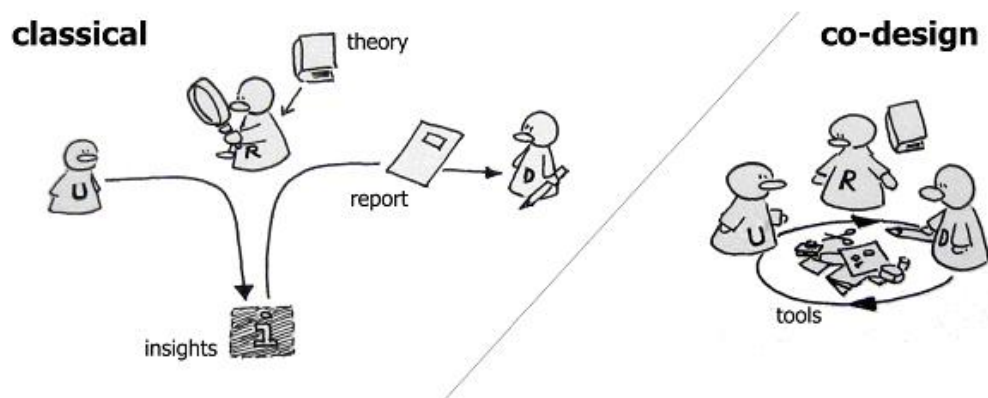 classical
co-design
theory
R
U
D
report
insights
i
R
U
D
tools